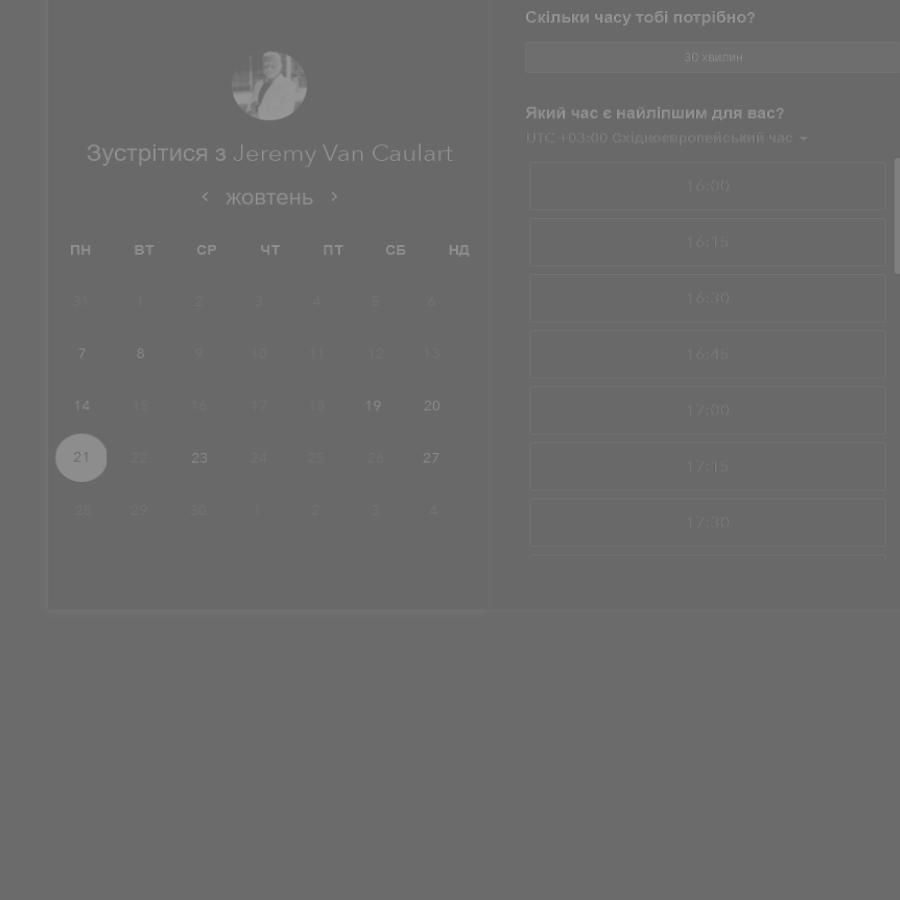 Зустрітися з Jeremy Van Caulart
‹ жовтень ›
ПН ВТ СР ЧТ ПТ СБ НД
31 1 2 3 4 5 6
7 8 9 10 11 12 13
14 15 16 17 18 19 20
21 22 23 24 25 26 27
28 29 30 1 2 3 4
Скільки часу тобі потрібно?
30 хвилин
Який час є найліпшим для вас?
UTC +03:00 Східноєвропейський час
16:00
16:15
16:30
16:45
17:00
17:15
17:30